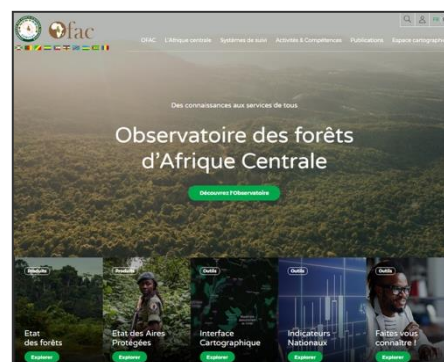 Ofac
FR
OFAC L'Afrique centrale Systèmes de suivi Activités & Compétences Publications Espace cartographi
Des connaissances aux services de tous
Observatoire des forêts
d'Afrique Centrale
Découvrez l'Observatoire
Produits
Etat
des forêts
Explorer
Produits
Etat des Aires
Protégées
Explorer
Outils
Interface
Cartographique
Explorer
Outils
Indicateurs
Nationaux
Explorer
Outils
Faites vous
connaître !
Explorer